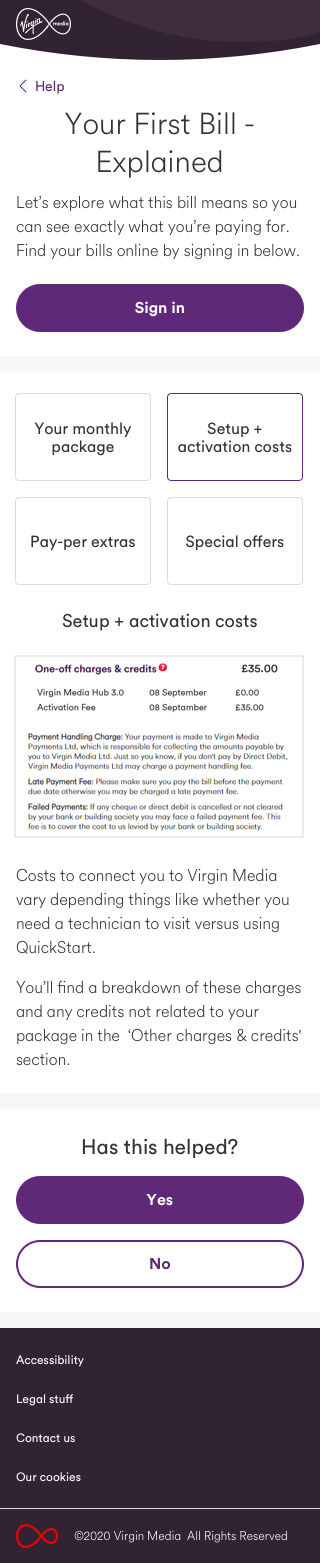 Virgin media
Help
Your First Bill -
Explained
Let’s explore what this bill means so you
can see exactly what you’re paying for.
Find your bills online by signing in below.
Sign in
Your monthly
package
Setup +
activation costs
Pay-per extras
Special offers
Setup + activation costs
One-off charges & credits ? £35.00
Virgin Media Hub 3.0 08 September £0.00
Activation Fee 08 Septamber £35.00
Payment Handling Charge: Your payment is made to Virgin Media
Payments Ltd, which is responsible for collecting the amounts payable by
you to Virgin Media Ltd. Just so you know, if you don't pay by Direct Debit,
Virgin Media Payments Ltd may charge a payment handling fee.
Late Payment Fee: Please make sure you pay the bill before the payment
due date otherwise you may be charged a late payment fee.
Failed Payments: If any cheque or direct debit is cancelled or not cleared
by your bank or building society you may face a failed payment fee. This
fee is to cover the cost to us levied by your bank or building society.
Costs to connect you to Virgin Media
vary depending things like whether you
need a technician to visit versus using
QuickStart.
You’ll find a breakdown of these charges
and any credits not related to your
package in the ‘Other charges & credits'
section.
Has this helped?
Yes
No
Accessibility
Legal stuff
Contact us
Our cookies
©2020 Virgin Media All Rights Reserved